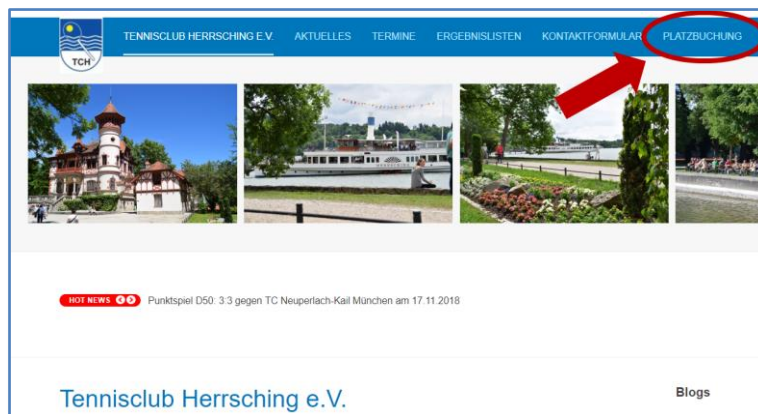 TENNISCLUB HERRSCHING E.V. AKTUELLES TERMINE ERGEBNISLISTEN KONTAKTFORMULAR PLATZBUCHUNG
TCH
HOT NEWS Punktspiel D50: 3:3 gegen TC Neuperlach-Kail München am 17.11.2018
Tennisclub Herrsching e.V.
Blogs